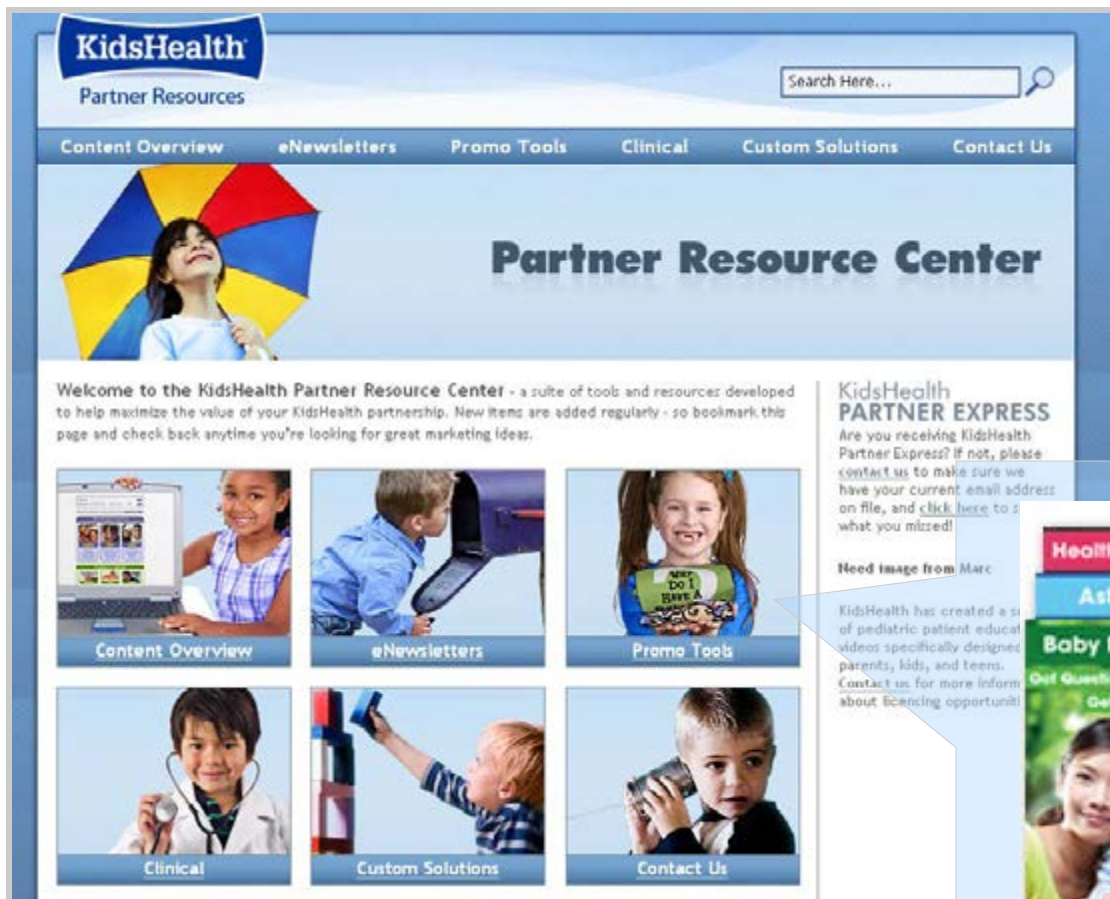 KidsHealth
Partner Resources
Search Here...
Content Overview eNewsletters Promo Tools Clinical Custom Solutions Contact Us
Partner Resource Center
Welcome to the KidsHealth Partner Resource Center - a suite of tools and resources developed
to help maximize the value of your KidsHealth partnership. New items are added regularly - so bookmark this
page and check back anytime you're looking for great marketing ideas.
Content Overview
eNewsletters
Why
Do I
Have A
Promo Tools
Clinical
Custom Solutions
Contact Us
KidsHealth
PARTNER EXPRESS
Are you receiving KidsHealth
Partner Express? If not, please
contact us to make sure we
have your current email address
on file, and click here to s
what you missed!
Need image from Marc
KidsHealth has created a
of pediatric patient
videos specifically designed
parents, kids, and teens.
Contact us for more
about licencing
Baby
Got